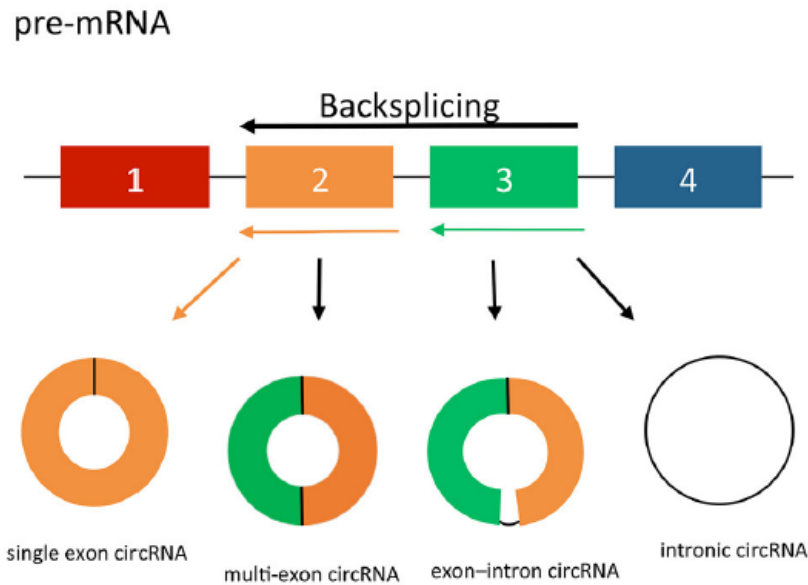 pre-mRNA
Backsplicing
1 2 3 4
single exon circRNA
multi-exon circRNA
exon–intron circRNA
intronic circRNA